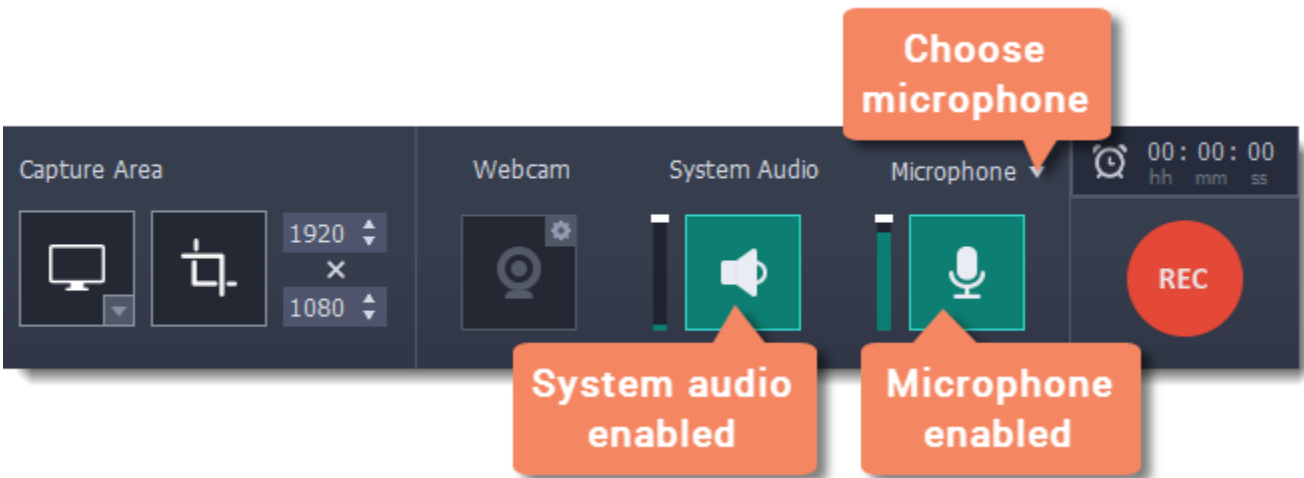 Choose
microphone
Capture Area
Webcam
System Audio
Microphone
00 : 00 : 00
hh mm ss
1920
×
1080
REC
System audio
enabled
Microphone
enabled